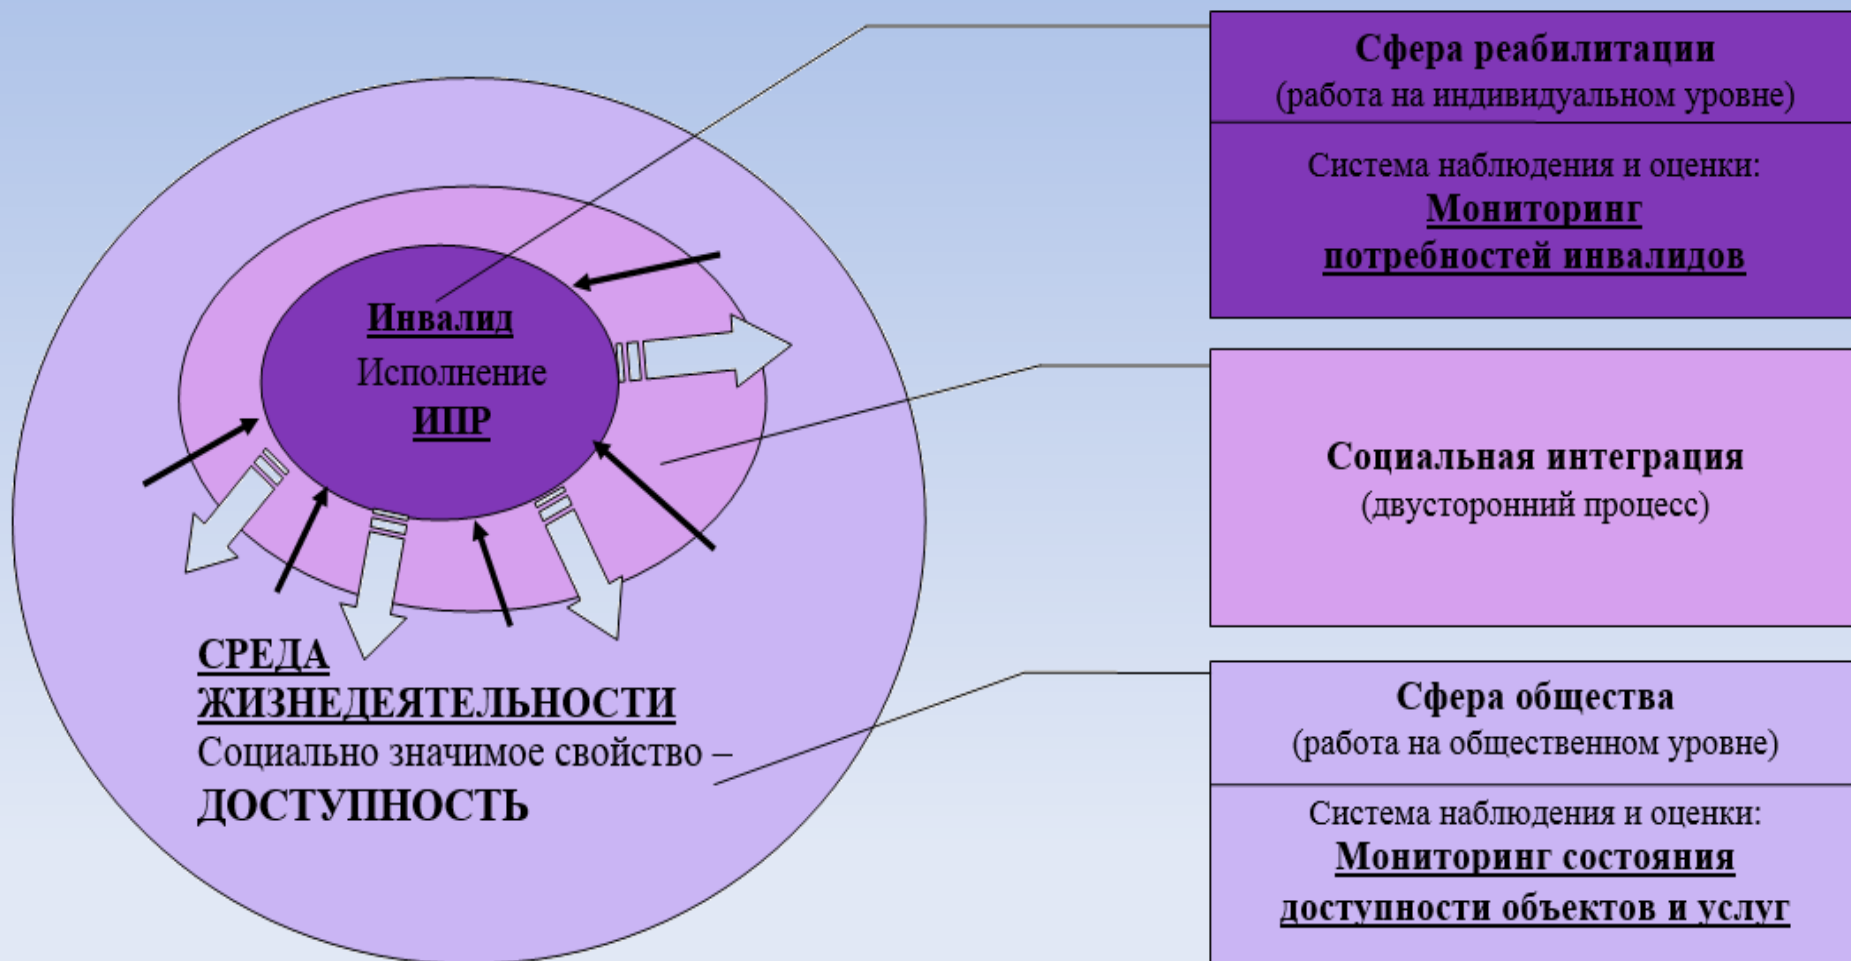 Инвалид
Исполнение
ИПР
СРЕДА
ЖИЗНЕДЕЯТЕЛЬНОСТИ
Социально значимое свойство –
ДОСТУПНОСТЬ
Сфера реабилитации
(работа на индивидуальном уровне)
Система наблюдения и оценки:
Мониторинг
потребностей инвалидов
Социальная интеграция
(двусторонний процесс)
Сфера общества
(работа на общественном уровне)
Система наблюдения и оценки:
Мониторинг состояния
доступности объектов и услуг